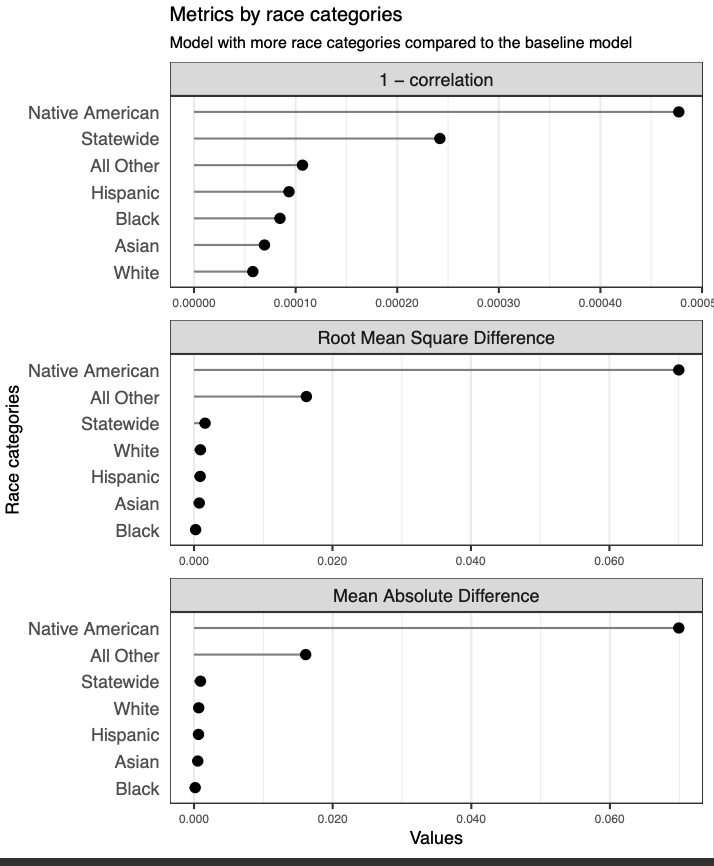 Metrics by race categories
Model with more race categories compared to the baseline model
1 − correlation
Native American
Statewide
All Other
Hispanic
Black
Asian
White
0.00000 0.00010 0.00020 0.00030 0.00040 0.0005
Root Mean Square Difference
Native American
All Other
Statewide
White
Hispanic
Asian
Black
0.000 0.020 0.040 0.060
Race categories
Mean Absolute Difference
Native American
All Other
Statewide
White
Hispanic
Asian
Black
0.000 0.020 0.040 0.060
Values